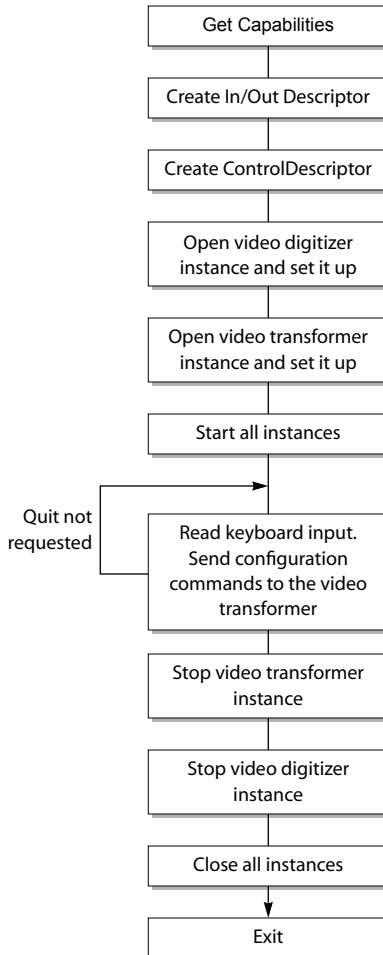 Get Capabilities
Create In/Out Descriptor
Create ControlDescriptor
Open video digitizer
instance and set it up
Open video transformer
instance and set it up
Start all instances
Quit not
requested
Read keyboard input.
Send configuration
commands to the video
transformer
Stop video transformer
instance
Stop video digitizer
instance
Close all instances
Exit